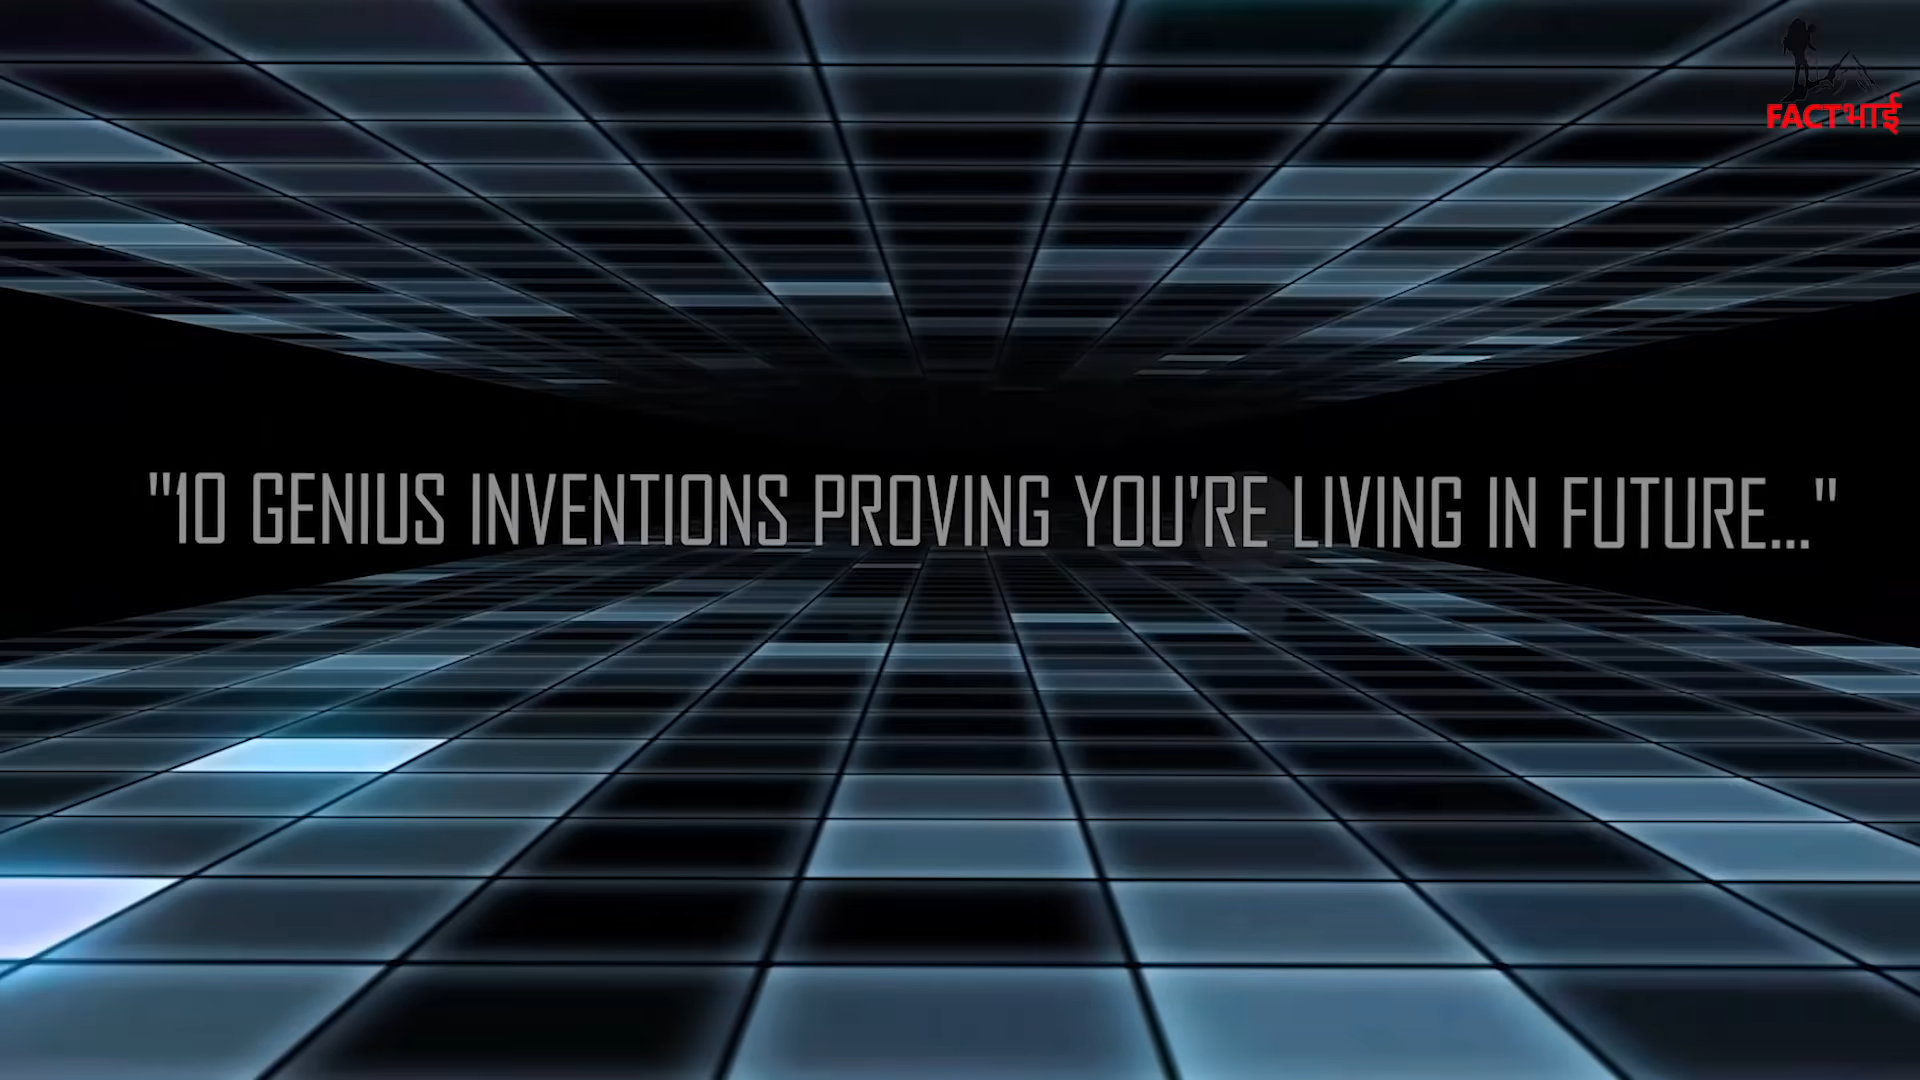 FACTभाई
"10 GENIUS INVENTIONS PROVING YOU'RE LIVING IN FUTURE..."